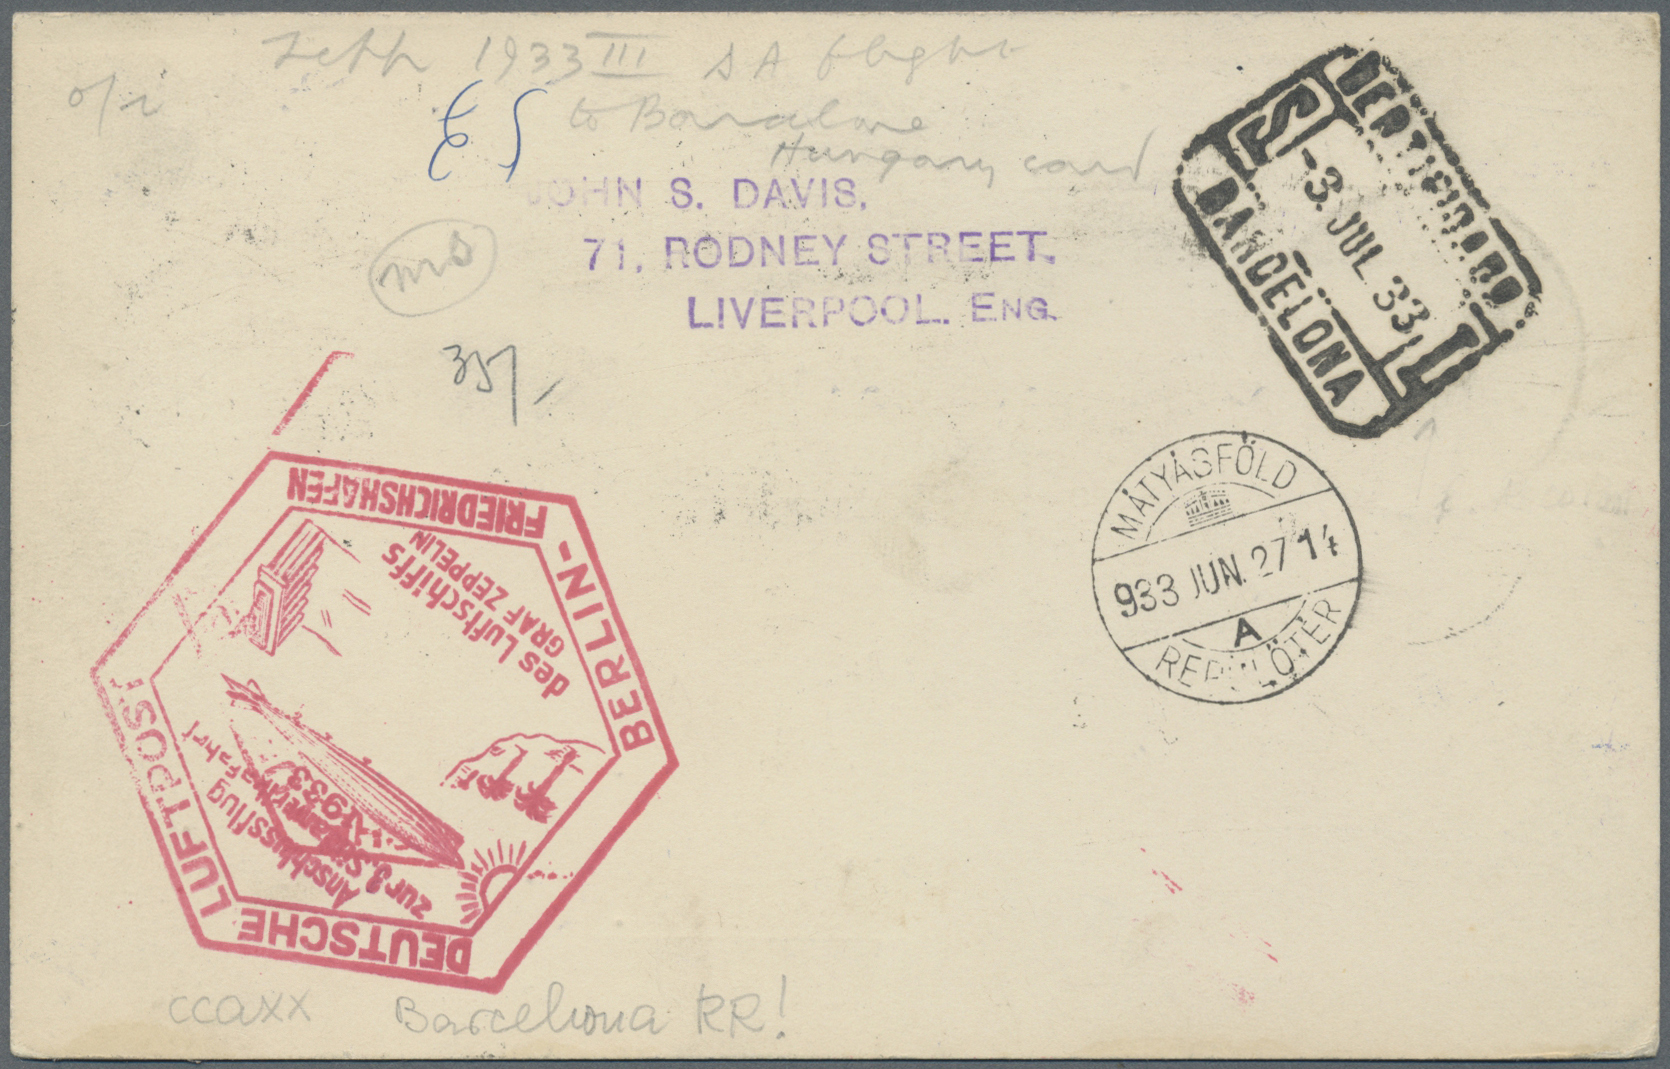 Zepp 1933 III SA flight
to Barcelona
Hungary card
JOHN S. DAVIS,
71, RODNEY STREET.
LIVERPOOL. ENG.
CERTIFICADO
-3. JUL 33
BARCELONA
MÁTYÁSFÖLD
933 JUN. 27 14
A
REPÜLŐTÉR
DEUTSCHE LUFTPOST
BERLIN-
FRIEDRICHSHAFEN
Anschlussflug
zur 3. Südamerikafahrt
1933
des Luftschiffs
GRAF ZEPPELIN
ccaxx Barcelona RR!